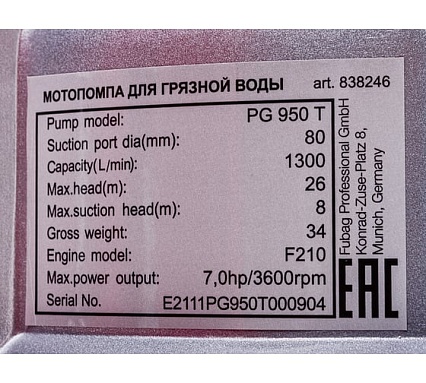 МОТОПОМПА ДЛЯ ГРЯЗНОЙ ВОДЫ art. 838246
Pump model: PG 950 T
Suction port dia(mm): 80
Capacity(L/min): 1300
Max.head(m): 26
Max.suction head(m): 8
Gross weight: 34
Engine model: F210
Max.power output: 7,0hp/3600rpm
Serial No. E2111PG950T000904
Fubag Professional GmbH
Konrad-Zuse-Platz 8,
Munich, Germany
EAC